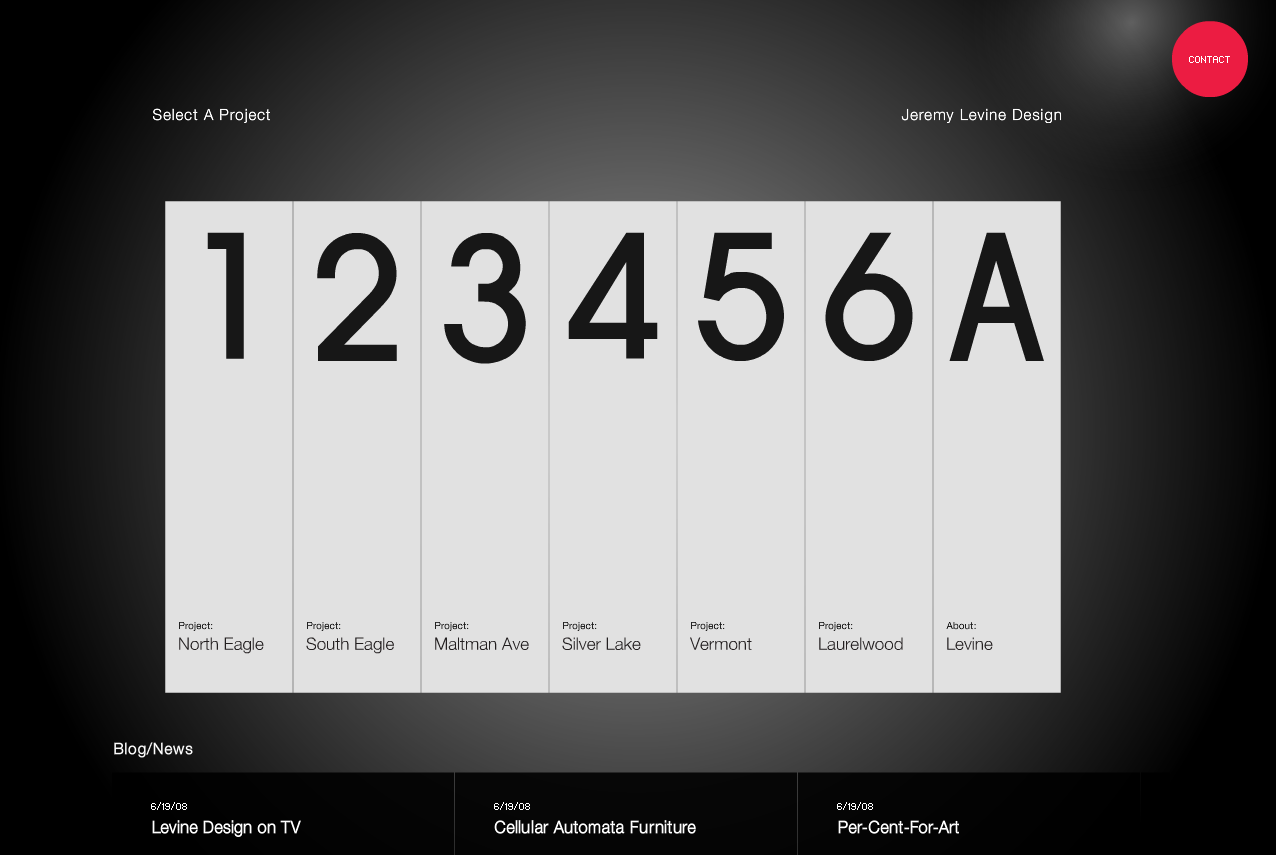 CONTACT
Select A Project
Jeremy Levine Design
1 2 3 4 5 6 A
Project:
North Eagle
Project:
South Eagle
Project:
Maltman Ave
Project:
Silver Lake
Project:
Vermont
Project:
Laurelwood
About:
Levine
Blog/News
6/19/08
Levine Design on TV
6/19/08
Cellular Automata Furniture
6/19/08
Per-Cent-For-Art